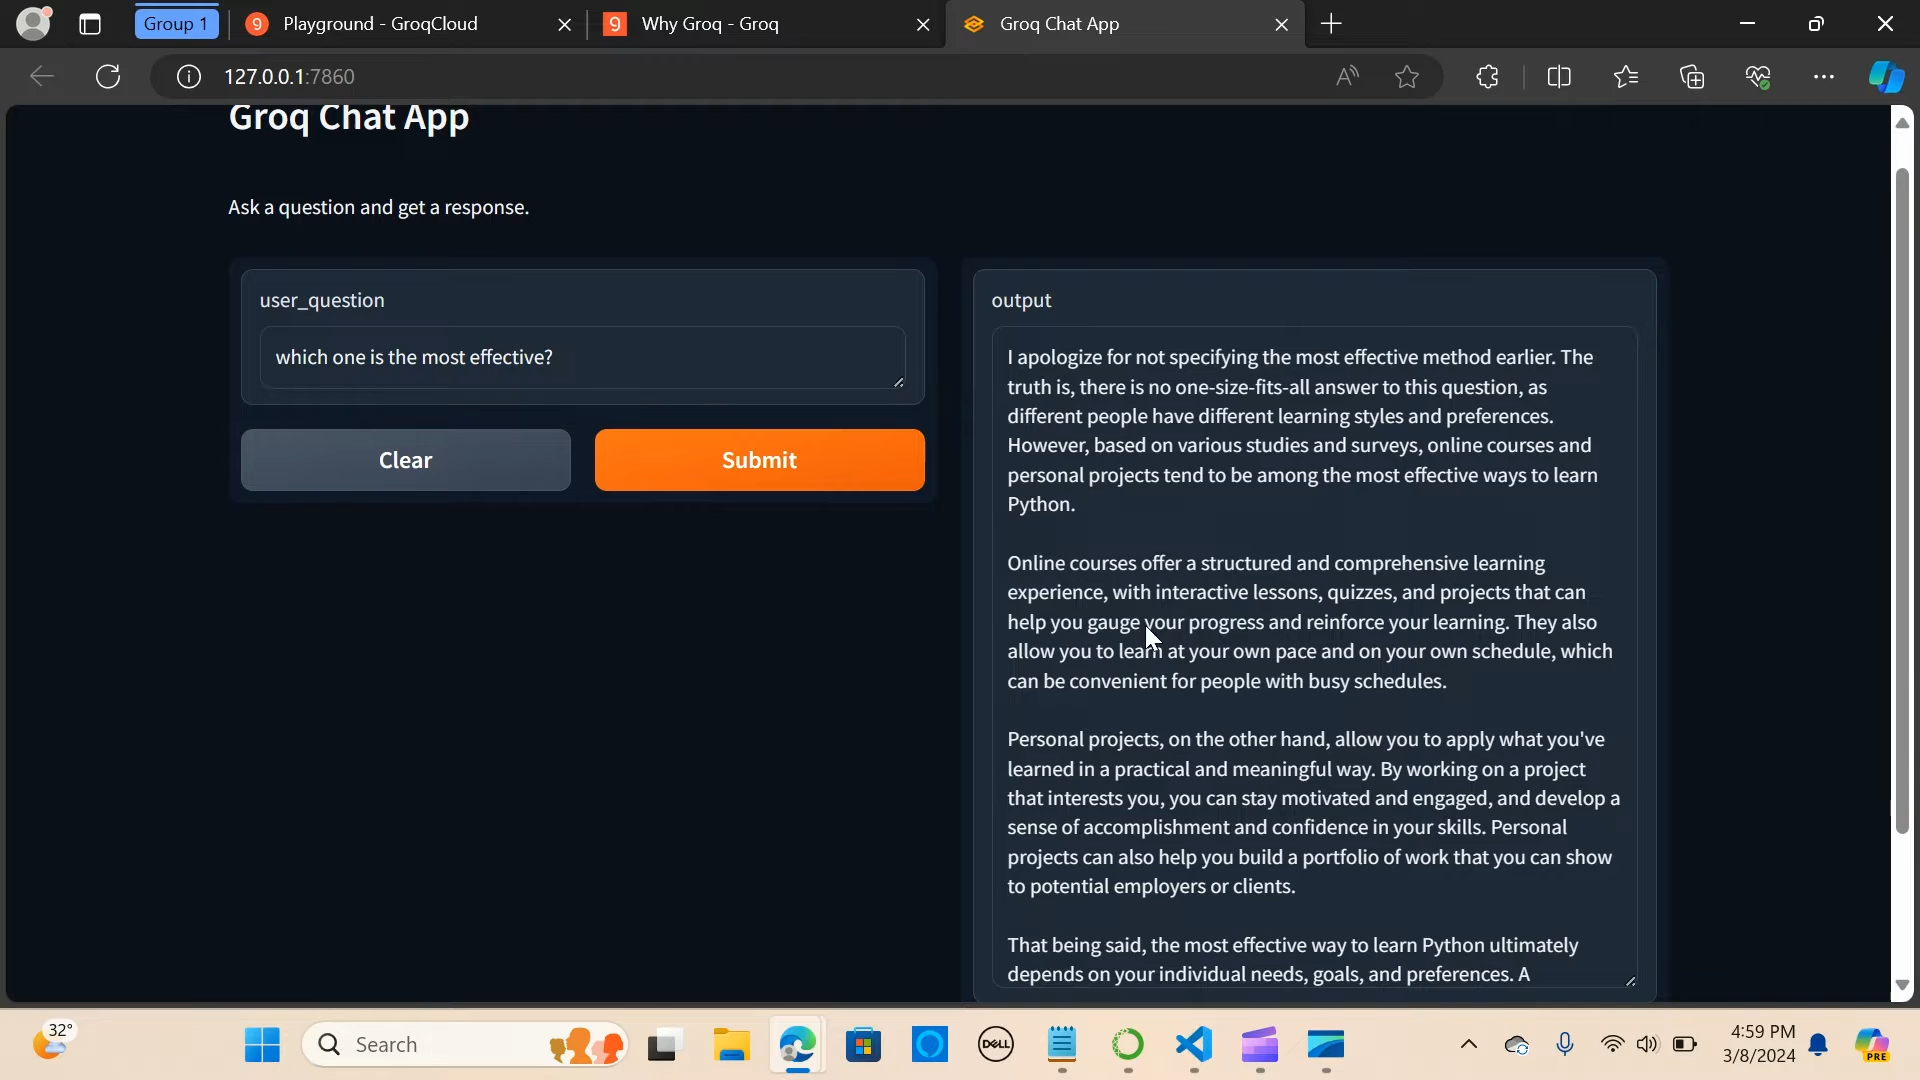 Group 1
Playground - GroqCloud
Why Groq - Groq
Groq Chat App
127.0.0.1:7860
Groq Chat App
Ask a question and get a response.
user_question
which one is the most effective?
Clear
Submit
output
I apologize for not specifying the most effective method earlier. The
truth is, there is no one-size-fits-all answer to this question, as
different people have different learning styles and preferences.
However, based on various studies and surveys, online courses and
personal projects tend to be among the most effective ways to learn
Python.
Online courses offer a structured and comprehensive learning
experience, with interactive lessons, quizzes, and projects that can
help you gauge your progress and reinforce your learning. They also
allow you to learn at your own pace and on your own schedule, which
can be convenient for people with busy schedules.
Personal projects, on the other hand, allow you to apply what you've
learned in a practical and meaningful way. By working on a project
that interests you, you can stay motivated and engaged, and develop a
sense of accomplishment and confidence in your skills. Personal
projects can also help you build a portfolio of work that you can show
to potential employers or clients.
That being said, the most effective way to learn Python ultimately
depends on your individual needs, goals, and preferences. A
32°
Search
DELL
4:59 PM
3/8/2024
PRE